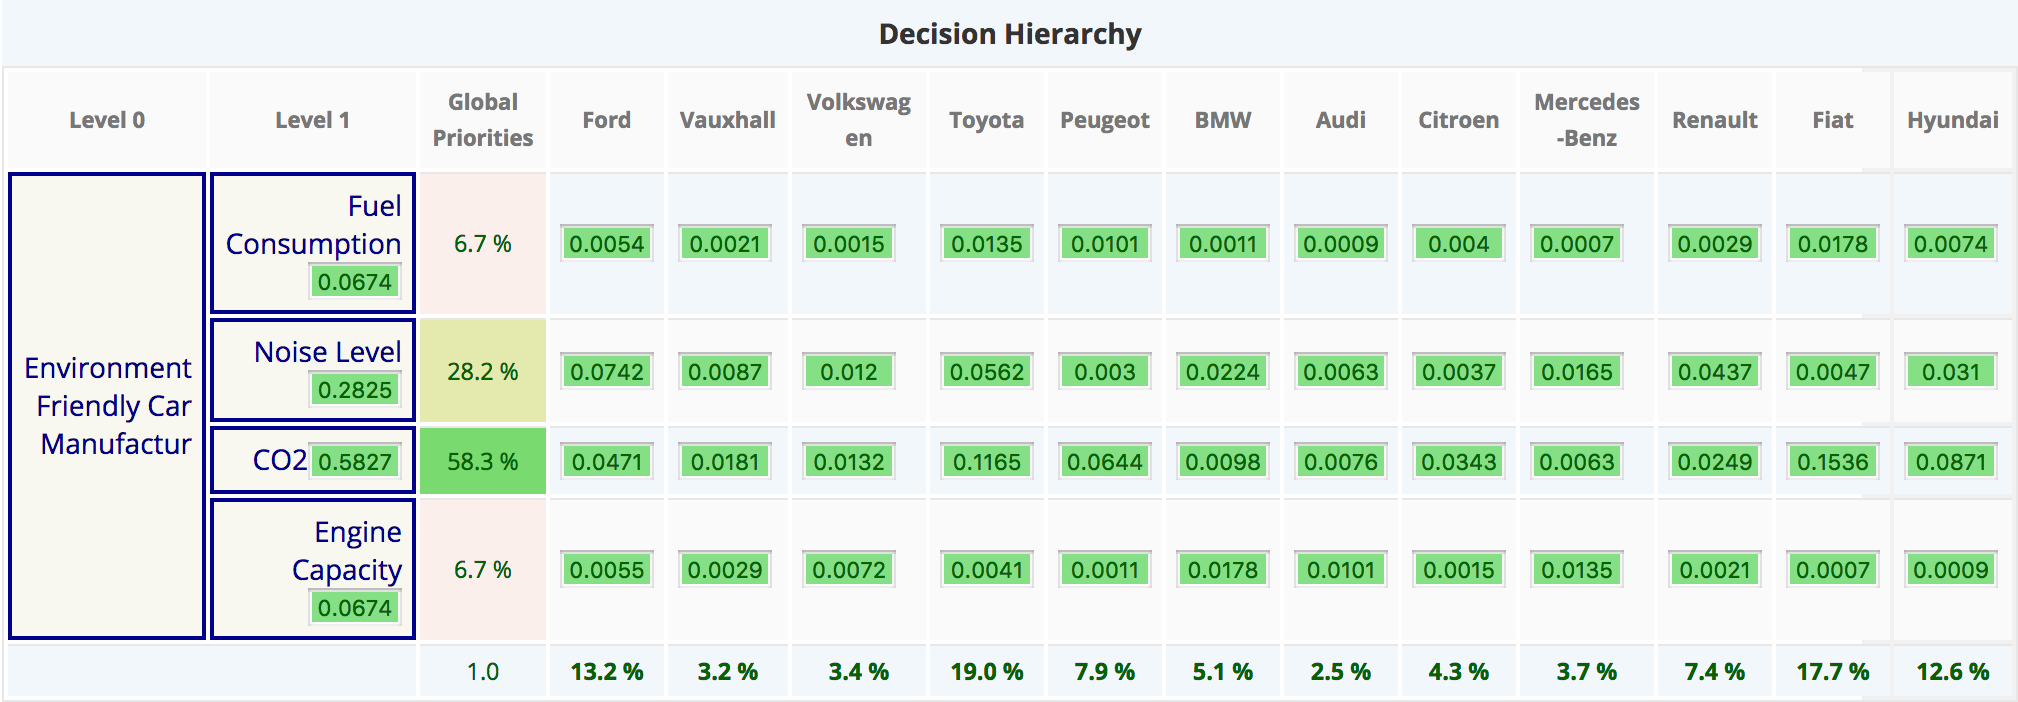 Decision Hierarchy
Level 0 Level 1 Global Priorities Ford Vauxhall Volkswag en Toyota Peugeot BMW Audi Citroen Mercedes -Benz Renault Fiat Hyundai
Environment
Friendly Car
Manufactur
Fuel
Consumption
0.0674
6.7 % 0.0054 0.0021 0.0015 0.0135 0.0101 0.0011 0.0009 0.004 0.0007 0.0029 0.0178 0.0074
Noise Level
0.2825
28.2 % 0.0742 0.0087 0.012 0.0562 0.003 0.0224 0.0063 0.0037 0.0165 0.0437 0.0047 0.031
CO2 0.5827 58.3 % 0.0471 0.0181 0.0132 0.1165 0.0644 0.0098 0.0076 0.0343 0.0063 0.0249 0.1536 0.0871
Engine
Capacity
0.0674
6.7 % 0.0055 0.0029 0.0072 0.0041 0.0011 0.0178 0.0101 0.0015 0.0135 0.0021 0.0007 0.0009
1.0 13.2 % 3.2 % 3.4 % 19.0 % 7.9 % 5.1 % 2.5 % 4.3 % 3.7 % 7.4 % 17.7 % 12.6 %